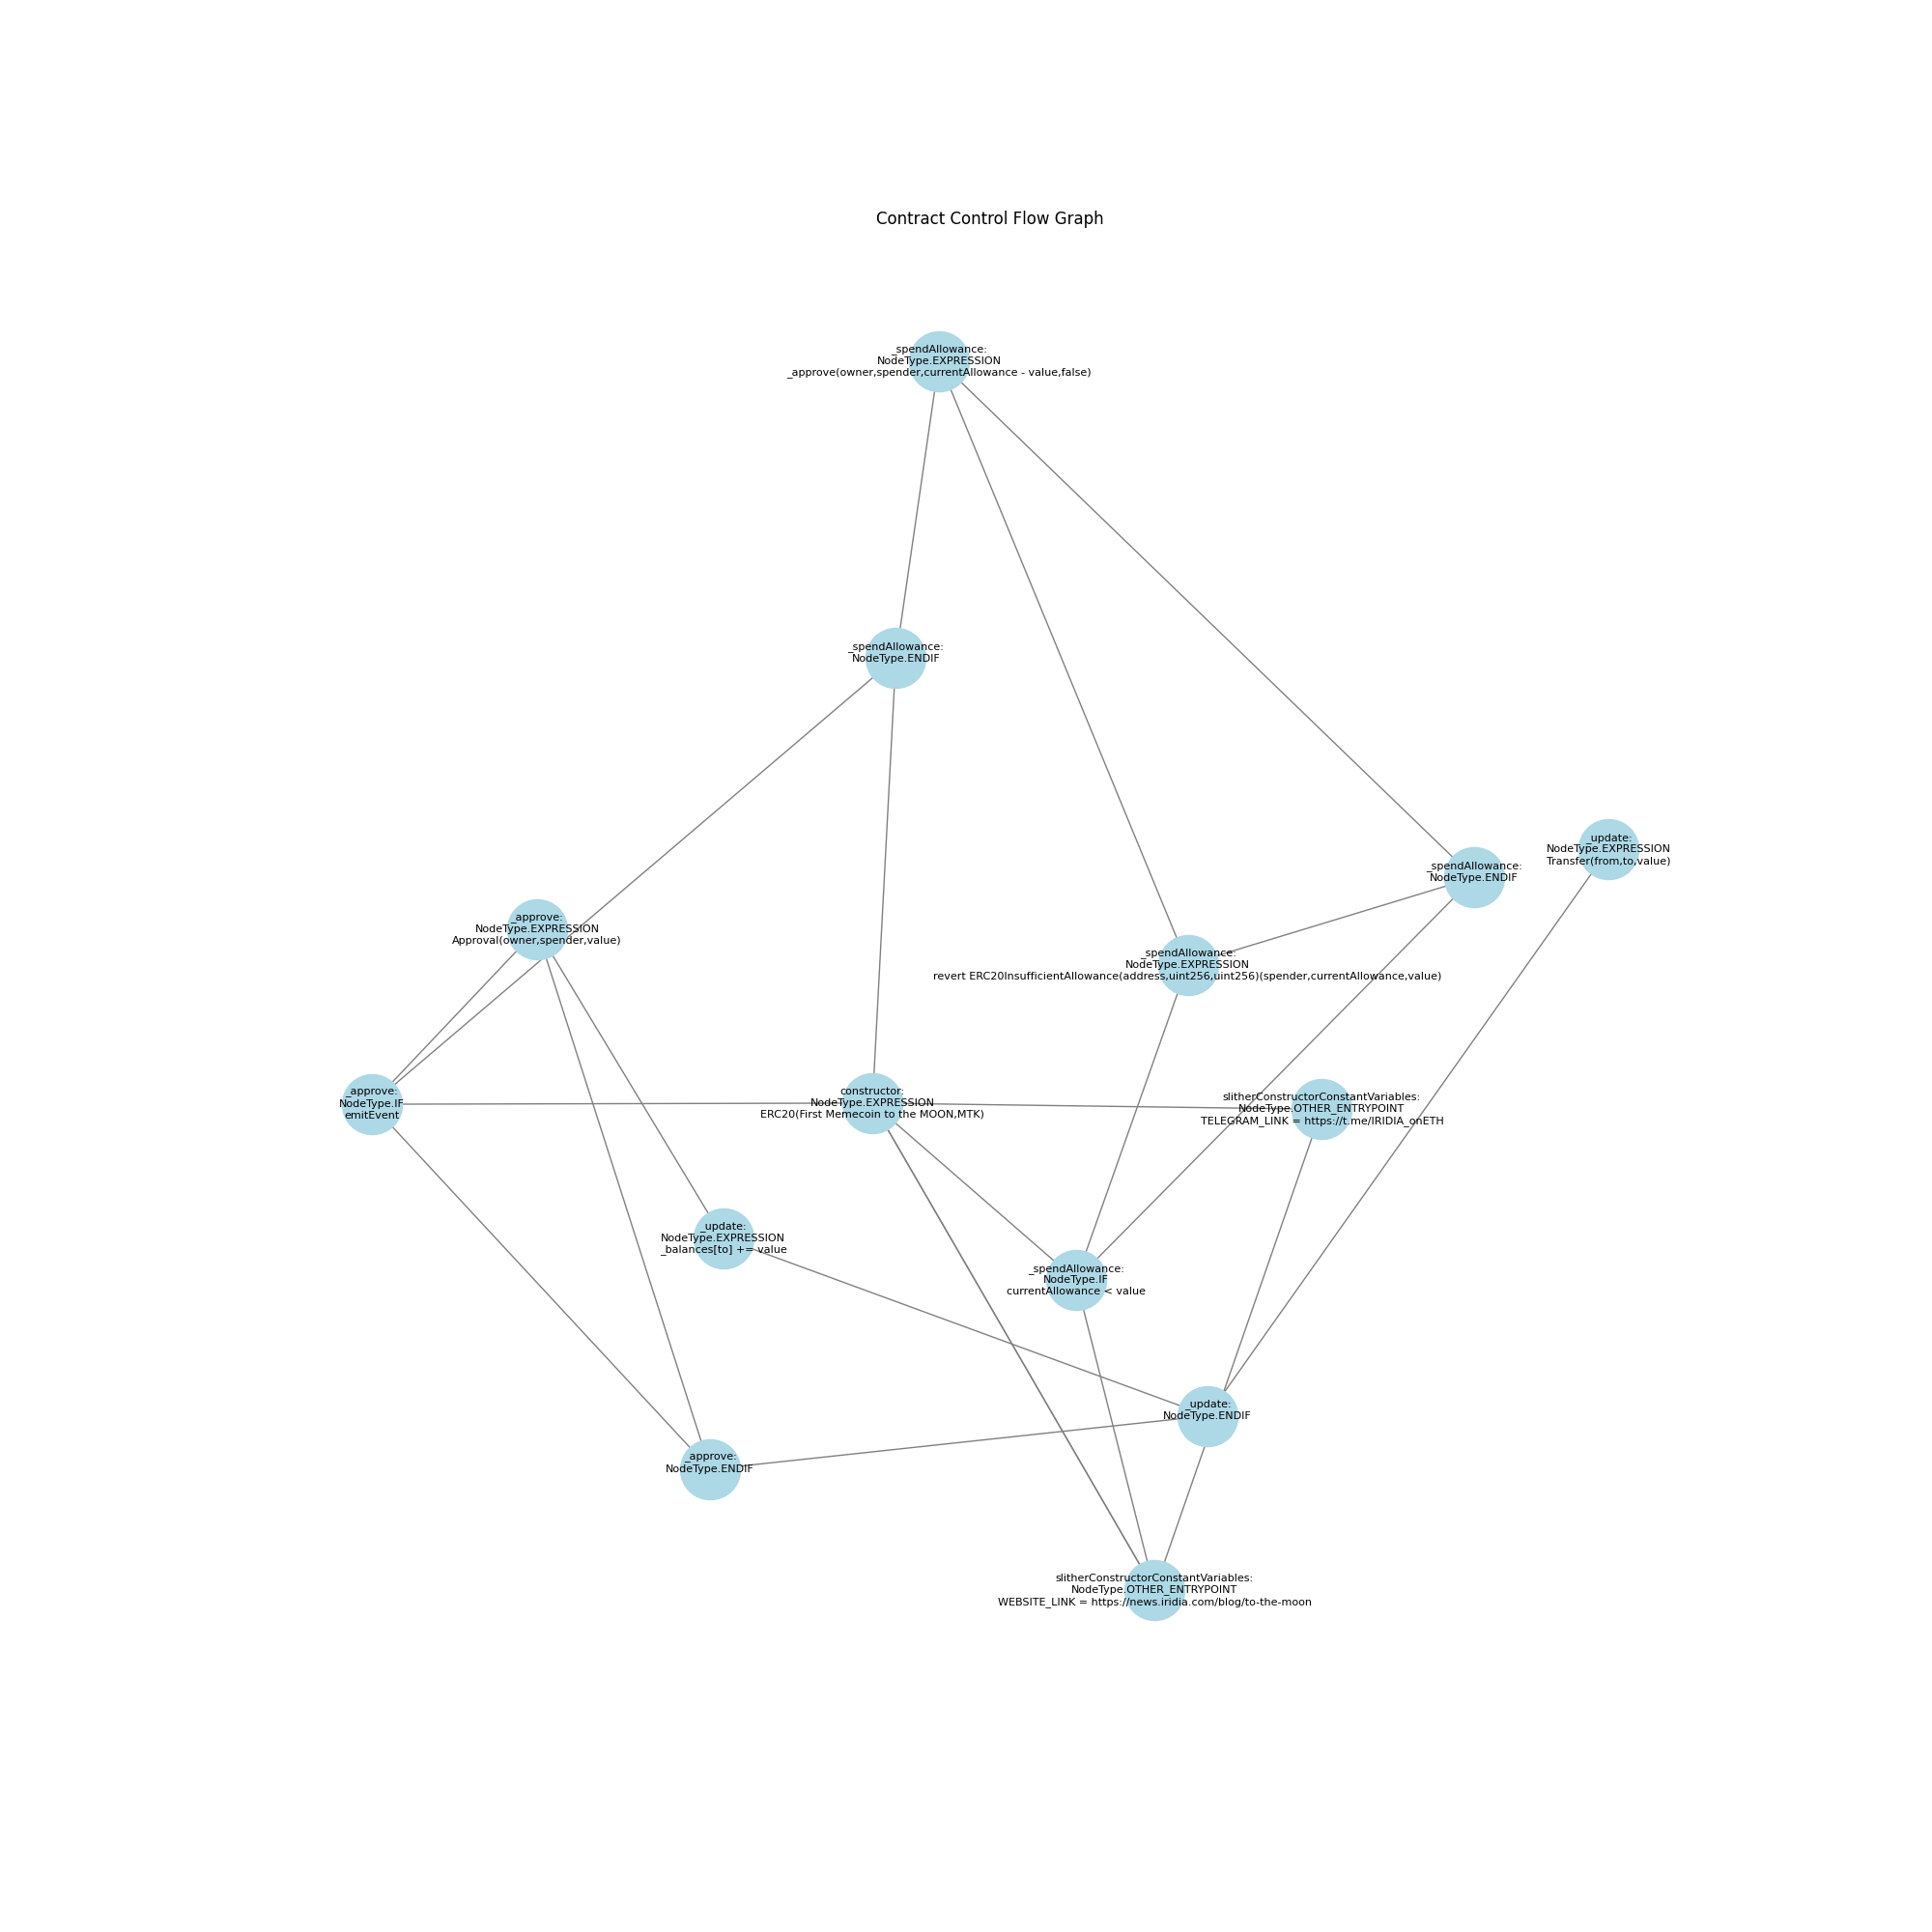 Contract Control Flow Graph
_spendAllowance:
NodeType.EXPRESSION
_approve(owner,spender,currentAllowance - value,false)
_spendAllowance:
NodeType.ENDIF
_update:
NodeType.EXPRESSION
Transfer(from,to,value)
_spendAllowance:
NodeType.ENDIF
_approve:
NodeType.EXPRESSION
Approval(owner,spender,value)
_spendAllowance:
NodeType.EXPRESSION
revert ERC20InsufficientAllowance(address,uint256,uint256)(spender,currentAllowance,value)
_approve:
NodeType.IF
emitEvent
constructor:
NodeType.EXPRESSION
ERC20(First Memecoin to the MOON,MTK)
slitherConstructorConstantVariables:
NodeType.OTHER_ENTRYPOINT
TELEGRAM_LINK = https://t.me/IRIDIA_onETH
_update:
NodeType.EXPRESSION
_balances[to] += value
_spendAllowance:
NodeType.IF
currentAllowance < value
_update:
NodeType.ENDIF
_approve:
NodeType.ENDIF
slitherConstructorConstantVariables:
NodeType.OTHER_ENTRYPOINT
WEBSITE_LINK = https://news.iridia.com/blog/to-the-moon